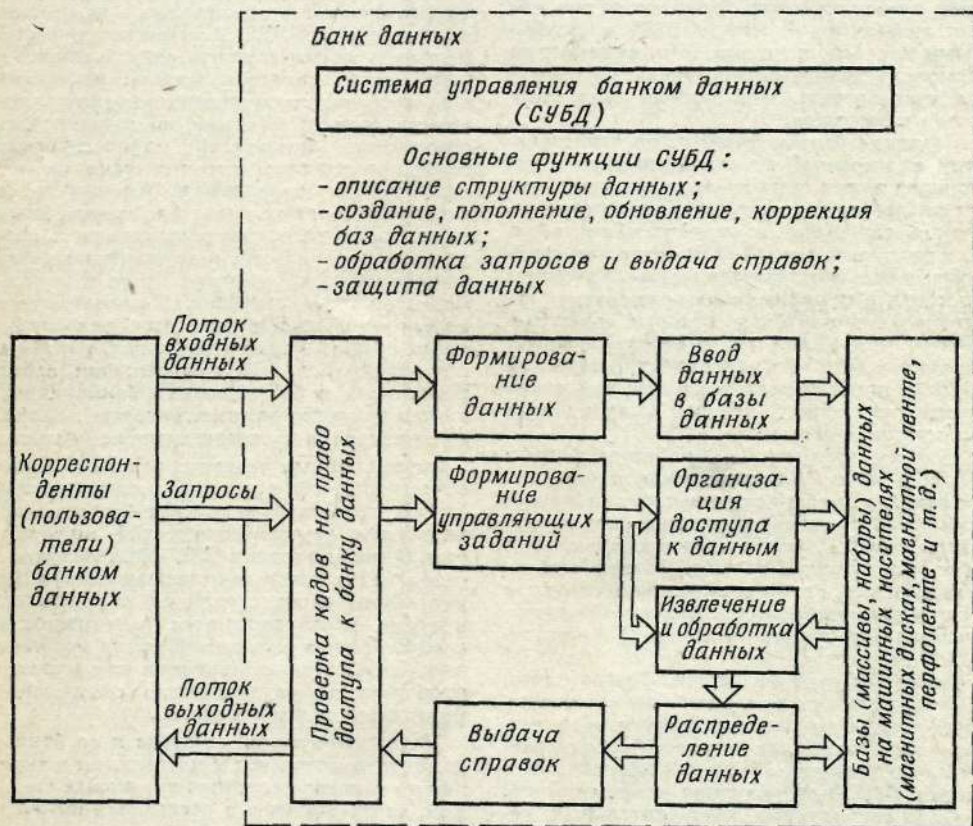 Банк данных
Система управления банком данных
(СУБД)
Основные функции СУБД:
- описание структуры данных;
- создание, пополнение, обновление, коррекция
баз данных;
- обработка запросов и выдача справок;
- защита данных
Корреспон-
денты
(пользова-
тели)
банком
данных
Поток
входных
данных
Запросы
Поток
выходных
данных
Проверка кодов на право
доступа к банку данных
Формирова-
ние
данных
Ввод
данных
в базы
данных
Формирова-
ние
управляющих
заданий
Организа-
ция
доступа
к данным
Извлечение
и обработка
данных
Выдача
справок
Распреде-
ление
данных
Базы (массивы, наборы) данных
на машинных носителях
(магнитных дисках, магнитной ленте,
перфоленте и т.д.)